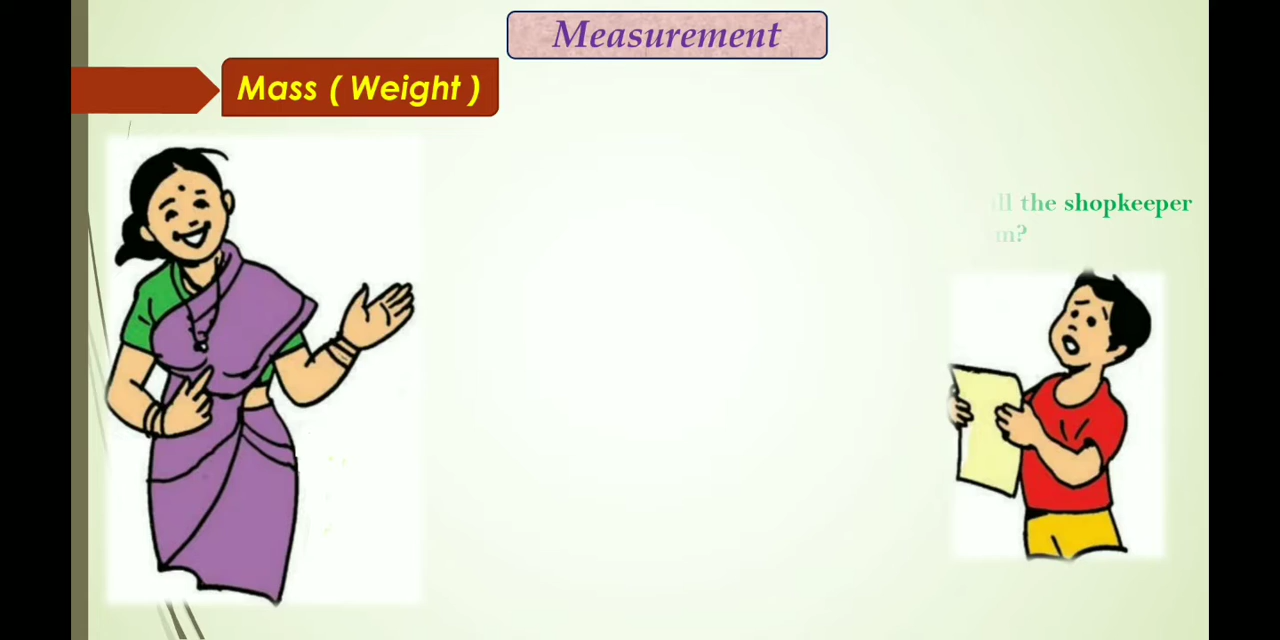 Measurement
Mass ( Weight )
the shopkeeper